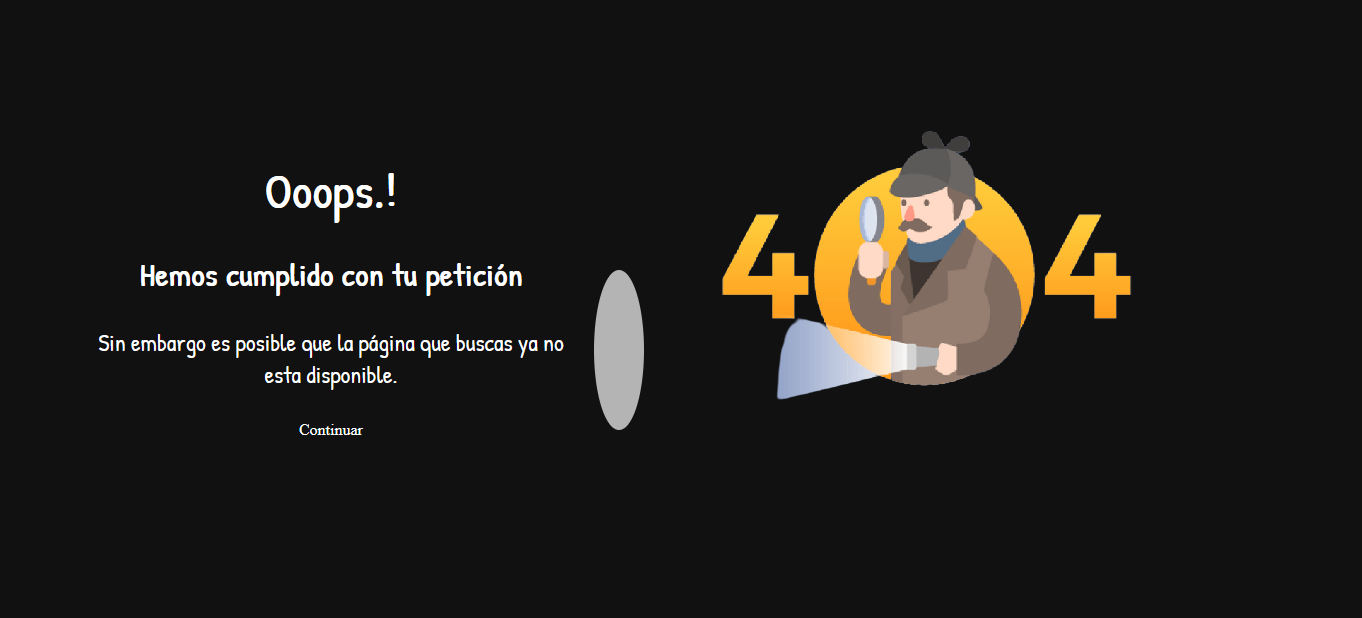 Ooops.!
Hemos cumplido con tu petición
Sin embargo es posible que la página que buscas ya no
esta disponible.
Continuar
404